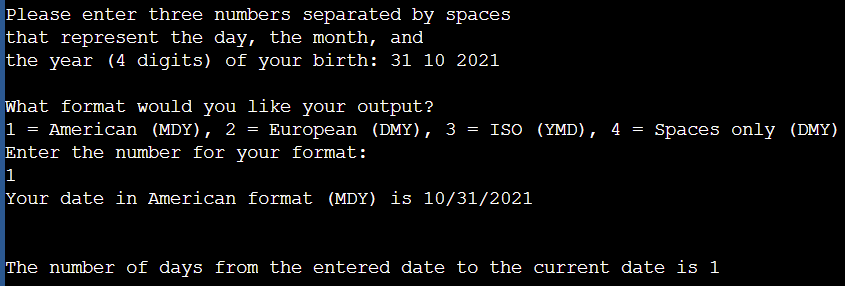 Please enter three numbers separated by spaces
that represent the day, the month, and
the year (4 digits) of your birth: 31 10 2021
What format would you like your output?
1 = American (MDY), 2 = European (DMY), 3 = ISO (YMD), 4 = Spaces only (DMY)
Enter the number for your format:
1
Your date in American format (MDY) is 10/31/2021
The number of days from the entered date to the current date is 1